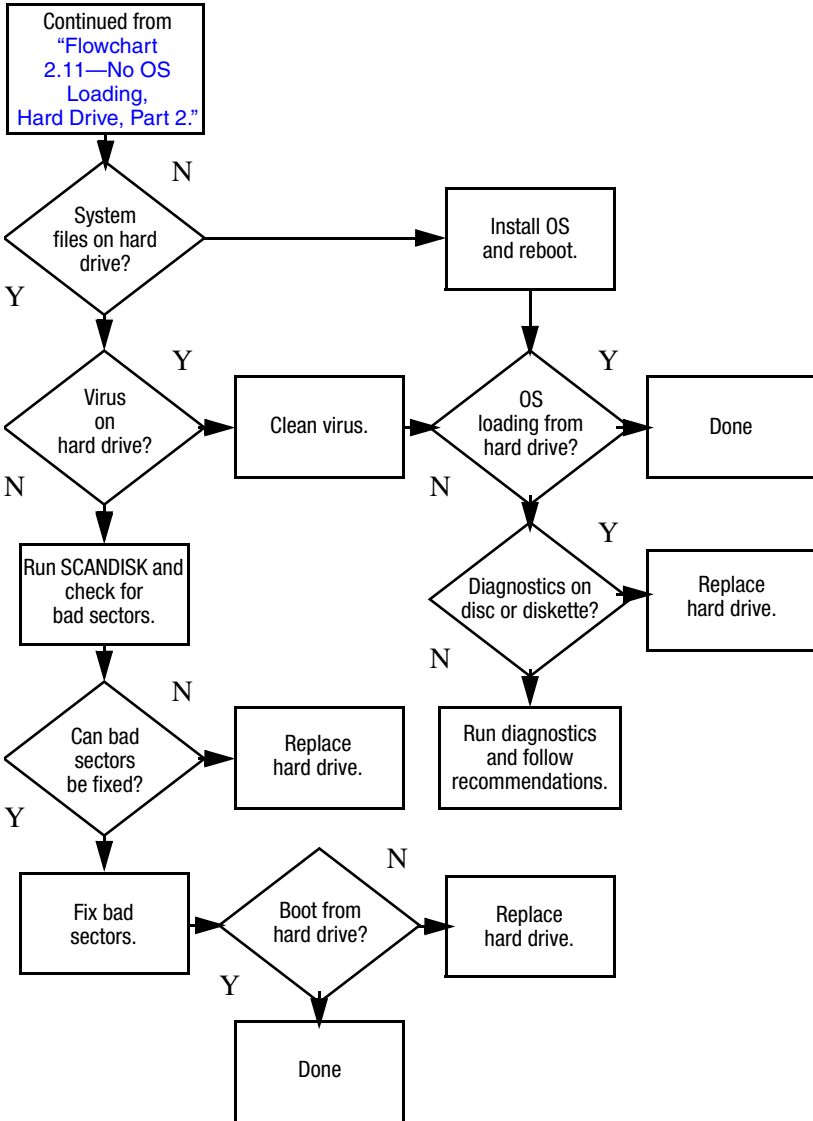 Continued from
“Flowchart
2.11—No OS
Loading,
Hard Drive, Part 2.”
N
System
files on hard
drive?
Install OS
and reboot.
Y
Y
Y
Virus
on
hard drive?
Clean virus.
OS
loading from
hard drive?
Done
N
N
Y
Run SCANDISK and
check for
bad sectors.
Diagnostics on
disc or diskette?
Replace
hard drive.
N
N
Can bad
sectors
be fixed?
Replace
hard drive.
Run diagnostics
and follow
recommendations.
Y
N
Fix bad
sectors.
Boot from
hard drive?
Replace
hard drive.
Y
Done